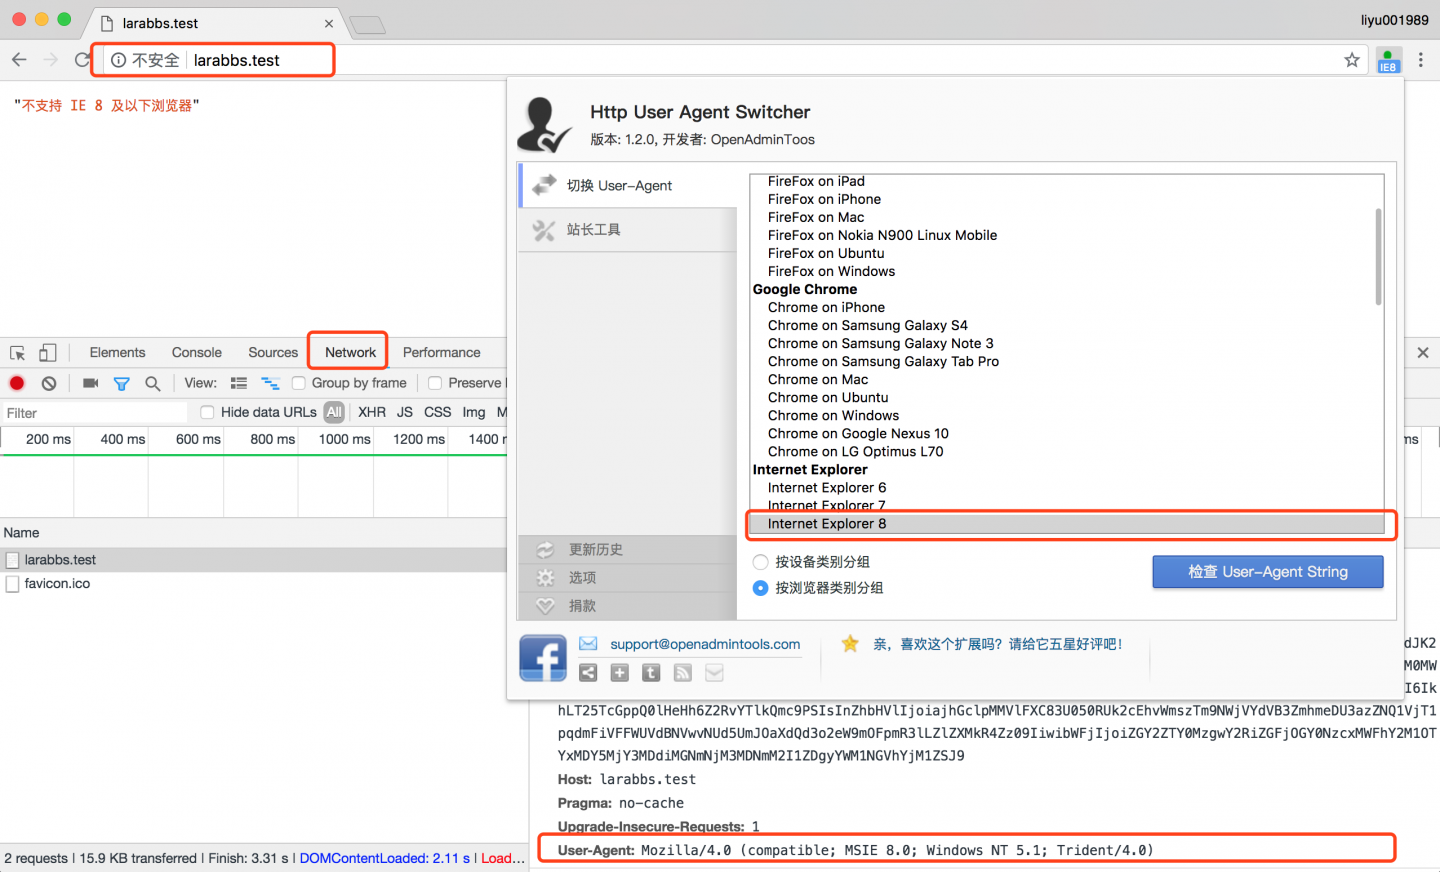 larabbs.test
liyu001989
不安全 larabbs.test
IE8
"不支持 IE 8 及以下浏览器"
Http User Agent Switcher
版本: 1.2.0, 开发者: OpenAdminToos
切换 User-Agent
站长工具
FireFox on iPad
FireFox on iPhone
FireFox on Mac
FireFox on Nokia N900 Linux Mobile
FireFox on Ubuntu
FireFox on Windows
Google Chrome
Chrome on iPhone
Chrome on Samsung Galaxy S4
Chrome on Samsung Galaxy Note 3
Chrome on Samsung Galaxy Tab Pro
Chrome on Mac
Chrome on Ubuntu
Chrome on Windows
Chrome on Google Nexus 10
Chrome on LG Optimus L70
Internet Explorer
Internet Explorer 6
Internet Explorer 7
Internet Explorer 8
更新历史
选项
捐款
按设备类别分组
按浏览器类别分组
检查 User-Agent String
support@openadmintools.com
亲，喜欢这个扩展吗？请给它五星好评吧！
Elements Console Sources Network Performance
View: Group by frame Preserve
Filter Hide data URLs All XHR JS CSS Img M
200 ms 400 ms 600 ms 800 ms 1000 ms 1200 ms 1400 ms
Name
larabbs.test
favicon.ico
dJK2
M0MW
I6Ik
hLT25TcGppQ0lHeHh6Z2RvYTlkQmc9PSIsInZhbHVlIjoiajhGclpMMVlFXC83U050RUk2cEhvWmszTm9NWjVYdVB3ZmhmeDU3azZNQ1VjT1
pqdmFiVFFWUVdBNVwvNUd5UmJOaXdQd3o2eW9mOFpmR3lLZlZXMkR4Zz09IiwibWFjIjoiZGY2ZTY0MzgwY2RiZGFjOGY0NzcxMWFhY2M1OT
YxMDY5MjY3MDdiMGNmNjM3MDNmM2I1ZDgyYWM1NGVhYjM1ZSJ9
Host: larabbs.test
Pragma: no-cache
Upgrade-Insecure-Requests: 1
User-Agent: Mozilla/4.0 (compatible; MSIE 8.0; Windows NT 5.1; Trident/4.0)
2 requests | 15.9 KB transferred | Finish: 3.31 s | DOMContentLoaded: 2.11 s | Load…